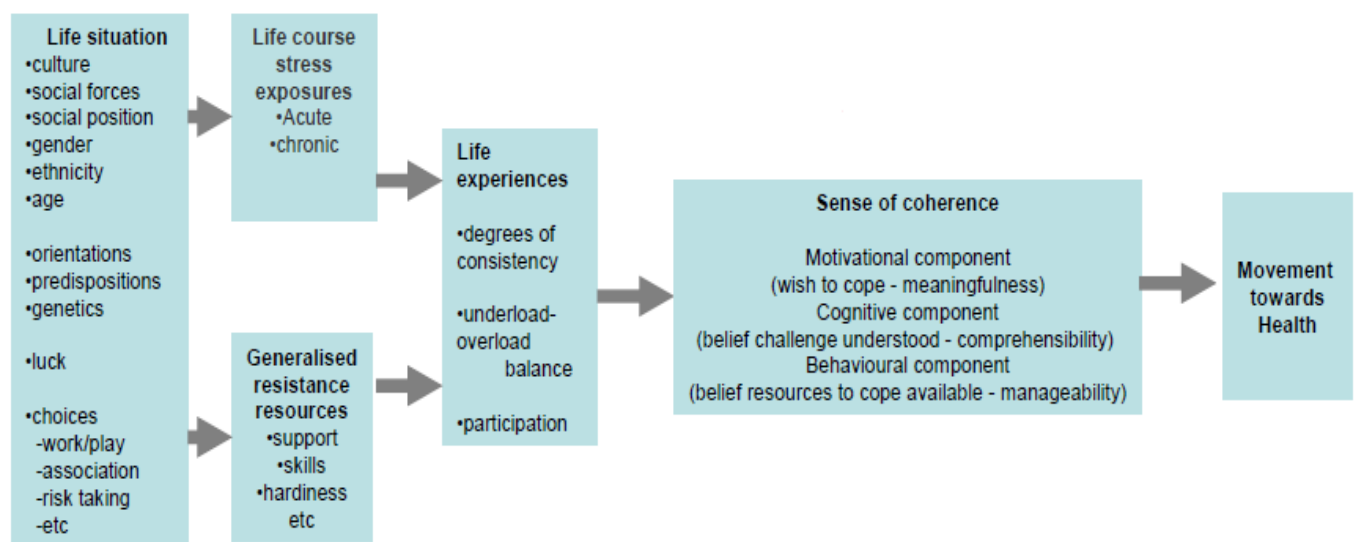 Life situation
•culture
•social forces
•social position
•gender
•ethnicity
•age
•orientations
•predispositions
•genetics
•luck
•choices
-work/play
-association
-risk taking
-etc
Life course
stress
exposures
•Acute
•chronic
Generalised
resistance
resources
•support
•skills
•hardiness
etc
Life
experiences
•degrees of
consistency
•underload-
overload
balance
•participation
Sense of coherence
Motivational component
(wish to cope - meaningfulness)
Cognitive component
(belief challenge understood - comprehensibility)
Behavioural component
(belief resources to cope available - manageability)
Movement
towards
Health